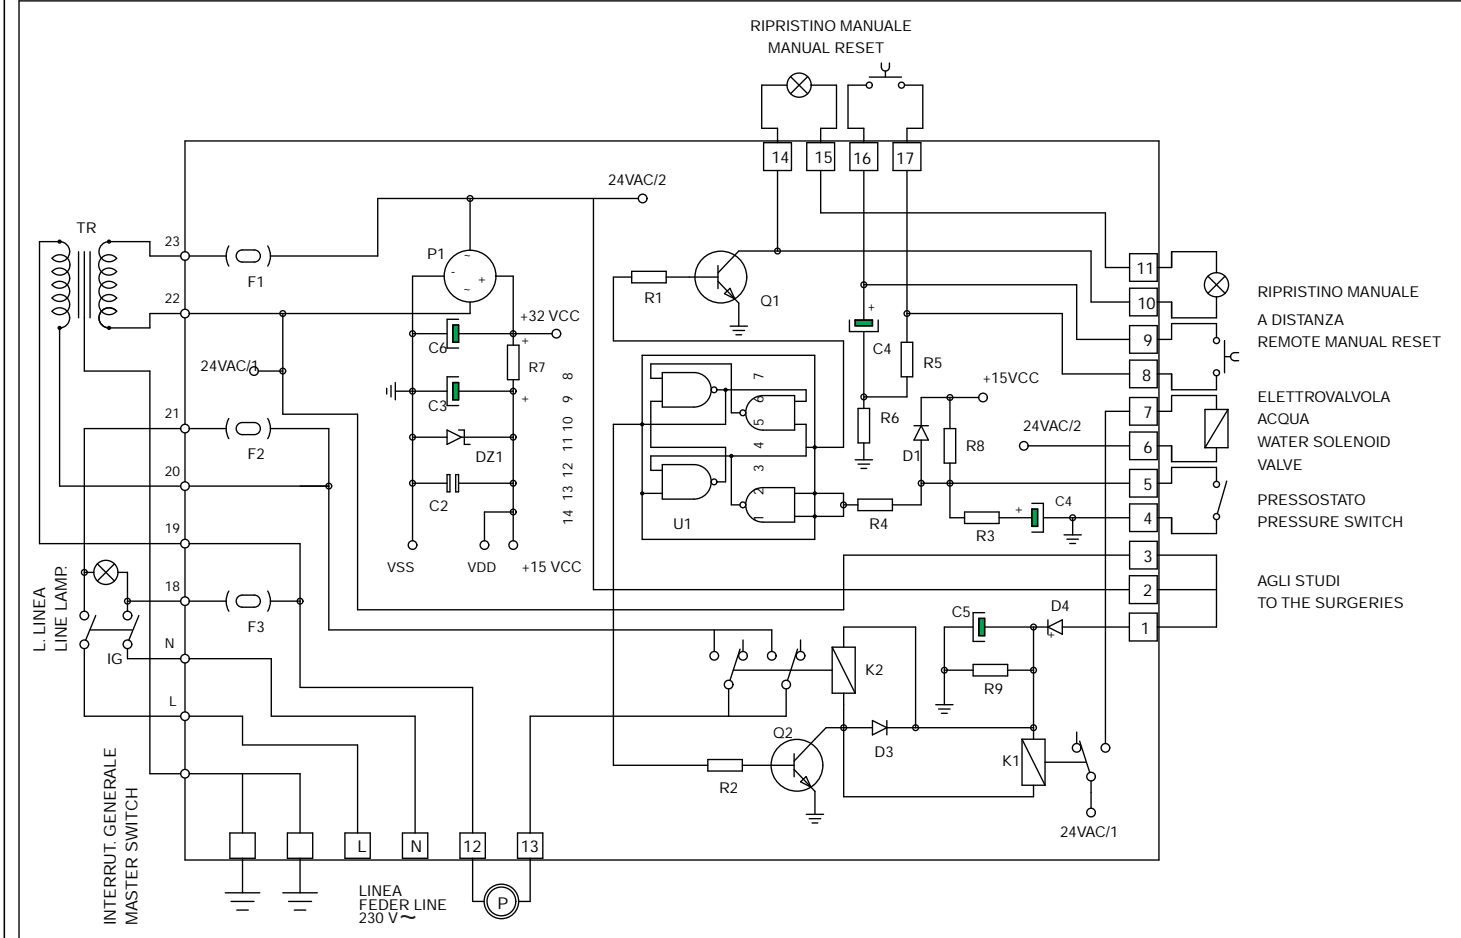 RIPRISTINO MANUALE
MANUAL RESET
14
15
16
17
24VAC/2
TR
23
F1
P1
~
-
+
~
22
+32 VCC
+
C6
R7
24VAC/1
C3
+
DZ1
C2
VSS
VDD
+15 VCC
14 13 12 11 10 9 8
R1
Q1
+
C4
R5
R6
7
6
5
4
3
2
1
U1
+15VCC
24VAC/2
D1
R8
R4
R3
+
C4
11
10
9
8
7
6
5
4
3
2
1
RIPRISTINO MANUALE
A DISTANZA
REMOTE MANUAL RESET
ELETTROVALVOLA
ACQUA
WATER SOLENOID
VALVE
PRESSOSTATO
PRESSURE SWITCH
AGLI STUDI
TO THE SURGERIES
21
F2
20
19
18
F3
N
L
L. LINEA
LINE LAMP.
IG
INTERRUT. GENERALE
MASTER SWITCH
C5
D4
+
R9
K2
D3
Q2
R2
K1
24VAC/1
L
N
12
13
P
LINEA
FEDER LINE
230 V~